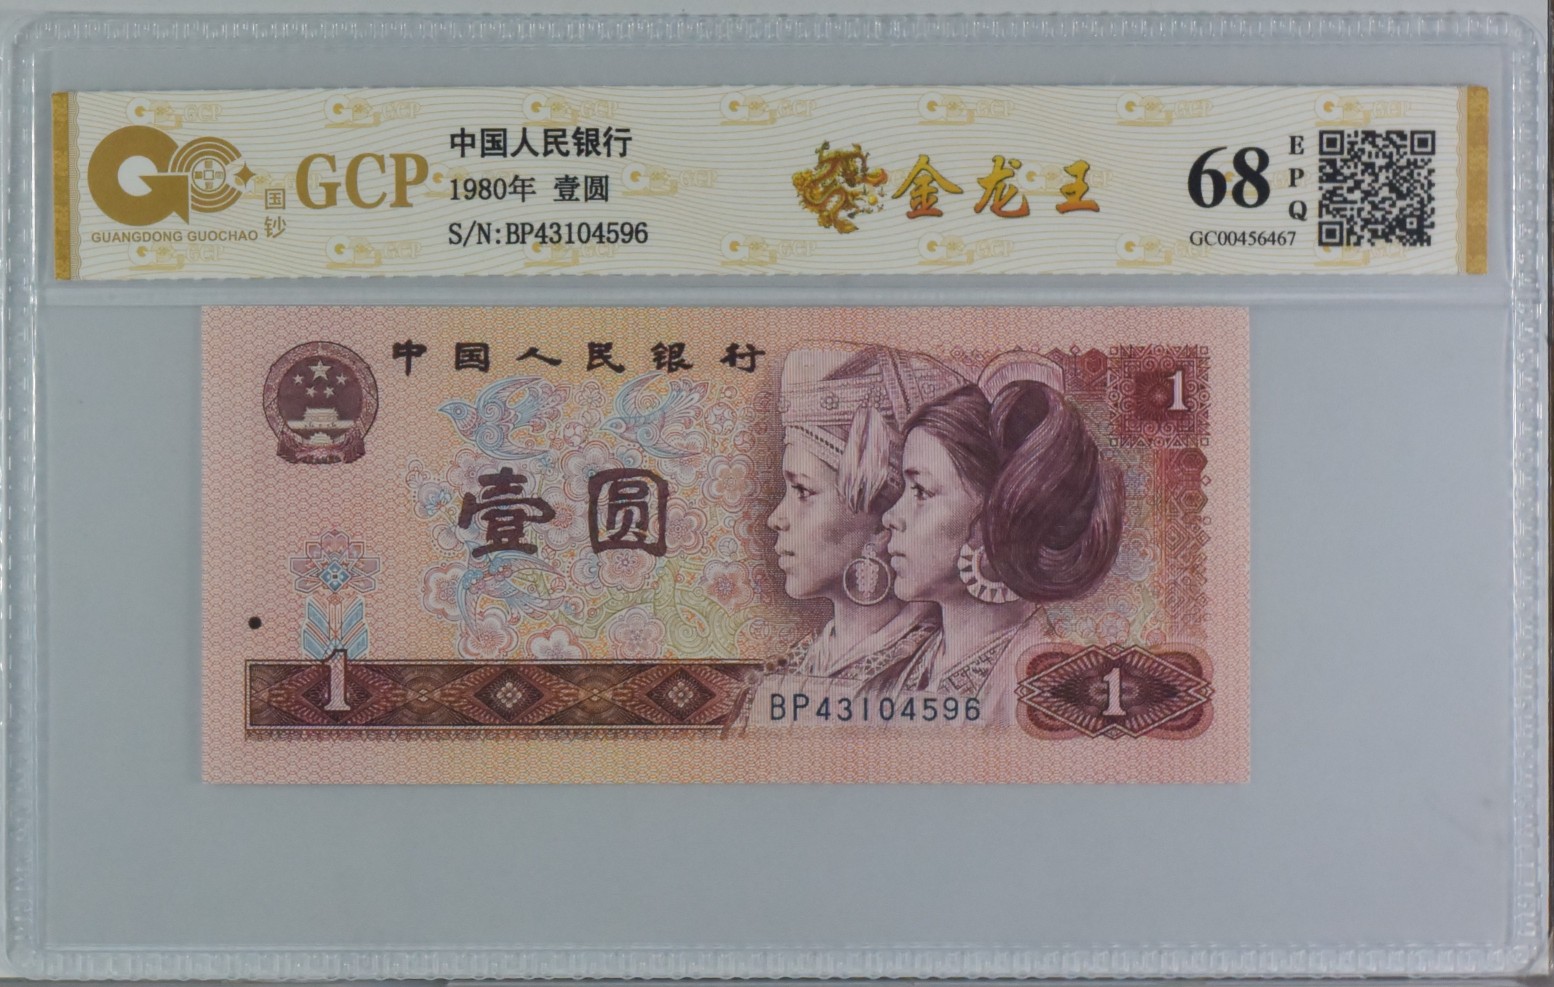 GCP
国钞
GUANGDONG GUOCHAO
中国人民银行
1980年 壹圆
S/N:BP43104596
金龙王
68
EPQ
GC00456467
中国人民银行
1
壹圆
1
BP43104596
1